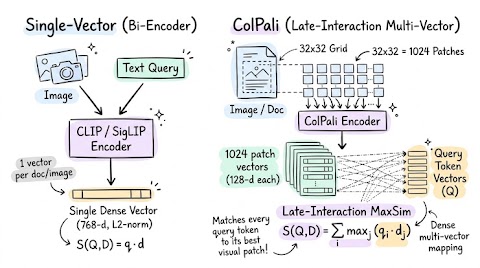 Single-Vector (Bi-Encoder)
Text Query
Image
CLIP / SigLIP
Encoder
1 vector
per doc/image
Single Dense Vector
(768-d, L2-norm)
S(Q,D) = q · d
ColPali (Late-Interaction Multi-Vector)
32x32 Grid
32x32 = 1024 Patches
Image / Doc
ColPali Encoder
1024 patch
vectors
(128-d each)
Query
Token
Vectors
(Q)
Late-Interaction MaxSim
Matches every
query token
to its best
visual patch!
S(Q,D) = ∑ᵢ maxⱼ (qᵢ · dⱼ)
Dense
multi-vector
mapping